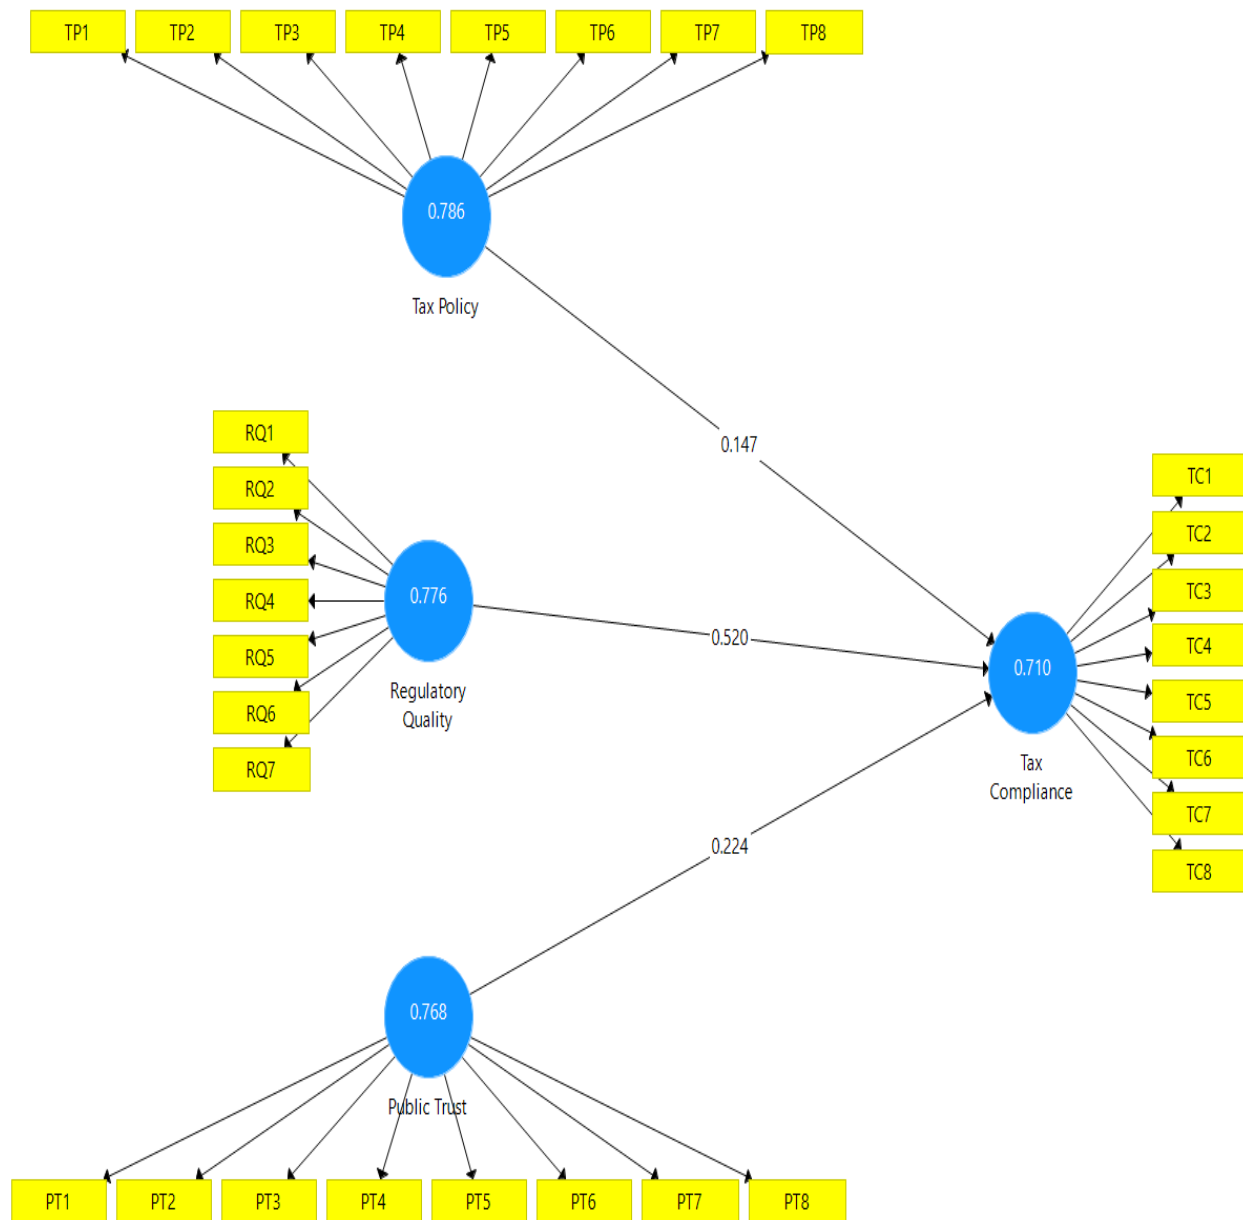 TP1 TP2 TP3 TP4 TP5 TP6 TP7 TP8
0.786
Tax Policy
0.147
RQ1
RQ2
RQ3
RQ4
RQ5
RQ6
RQ7
0.776
Regulatory
Quality
0.520
TC1
TC2
TC3
TC4
TC5
TC6
TC7
TC8
0.710
Tax
Compliance
0.224
0.768
Public Trust
PT1 PT2 PT3 PT4 PT5 PT6 PT7 PT8